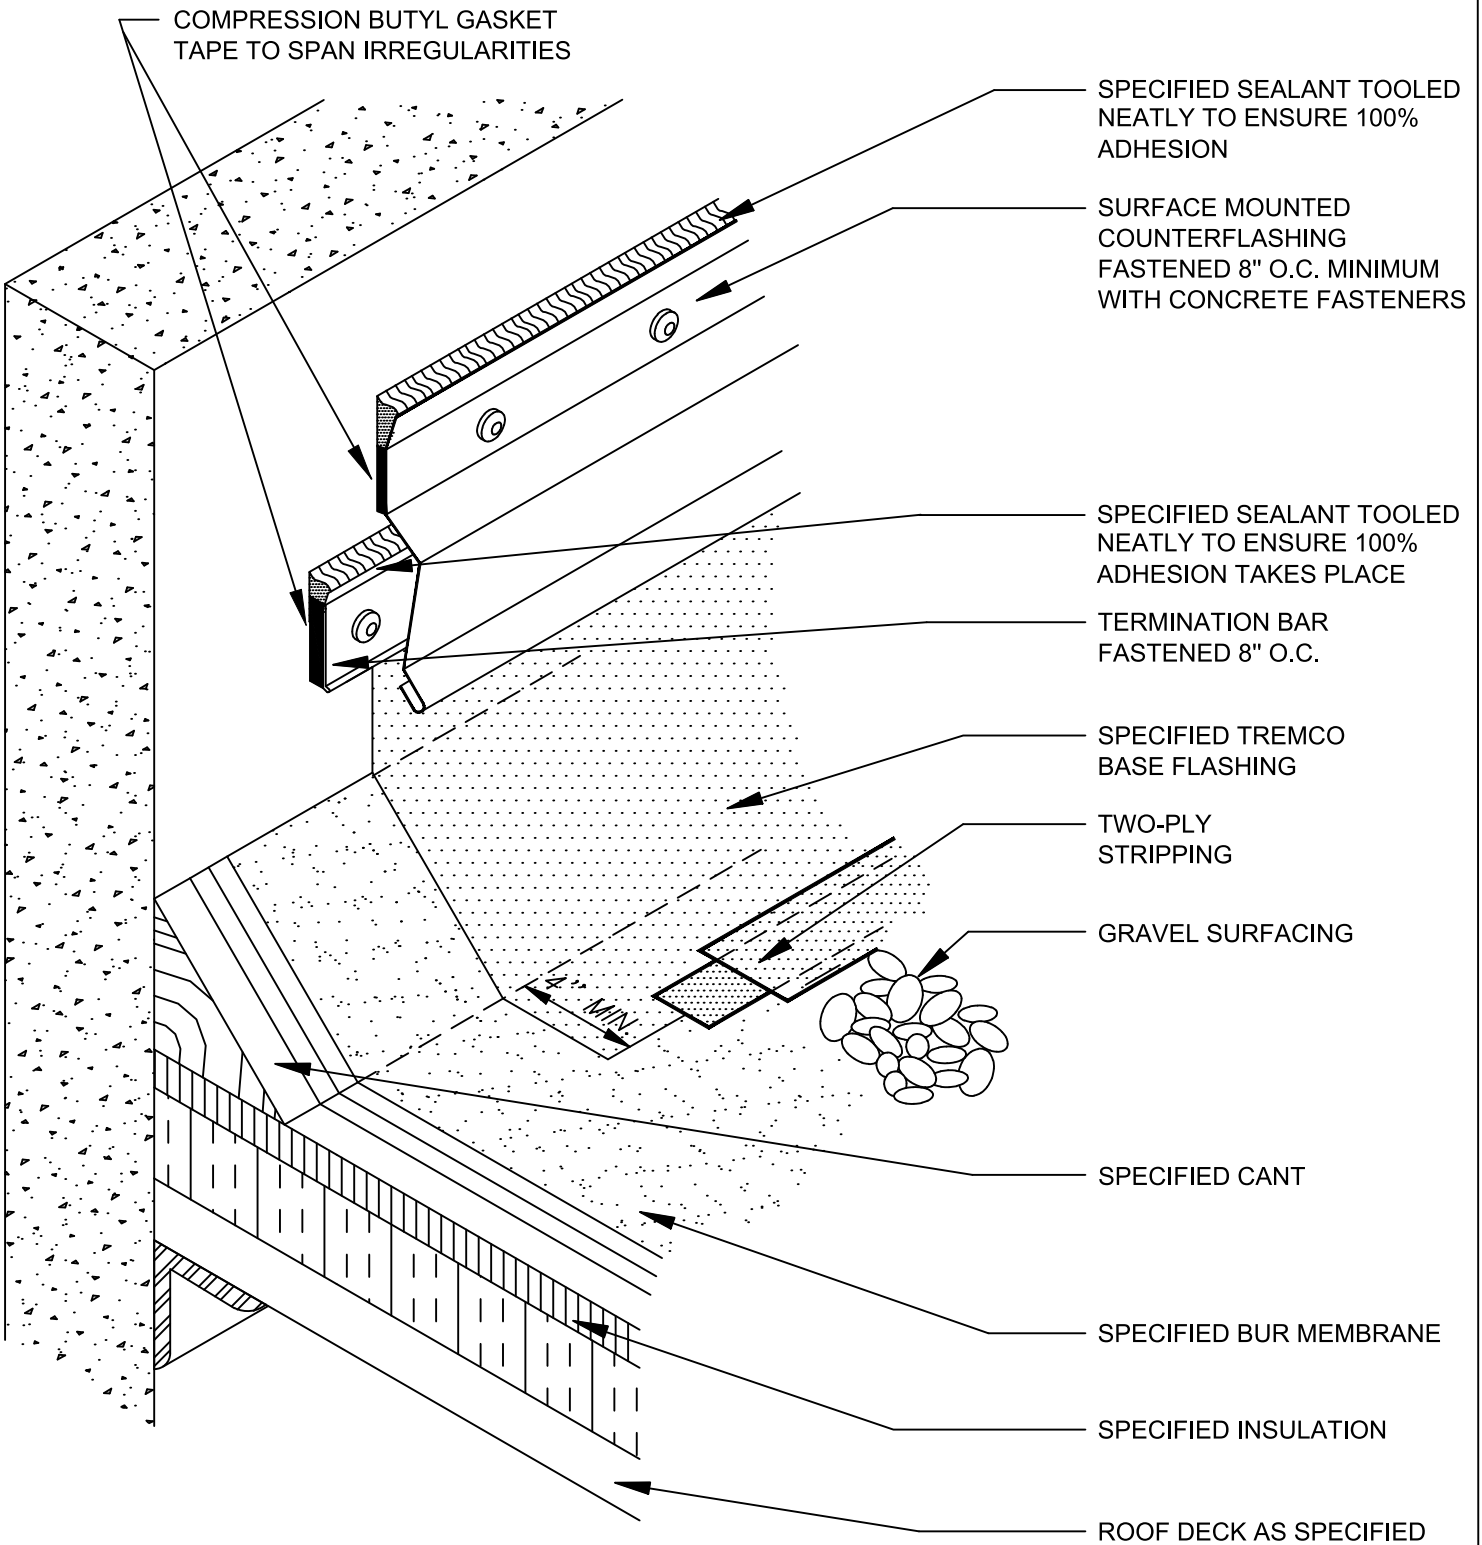 COMPRESSION BUTYL GASKET
TAPE TO SPAN IRREGULARITIES
SPECIFIED SEALANT TOOLED
NEATLY TO ENSURE 100%
ADHESION
SURFACE MOUNTED
COUNTERFLASHING
FASTENED 8" O.C. MINIMUM
WITH CONCRETE FASTENERS
SPECIFIED SEALANT TOOLED
NEATLY TO ENSURE 100%
ADHESION TAKES PLACE
TERMINATION BAR
FASTENED 8" O.C.
SPECIFIED TREMCO
BASE FLASHING
TWO-PLY
STRIPPING
GRAVEL SURFACING
4" MIN.
SPECIFIED CANT
SPECIFIED BUR MEMBRANE
SPECIFIED INSULATION
ROOF DECK AS SPECIFIED